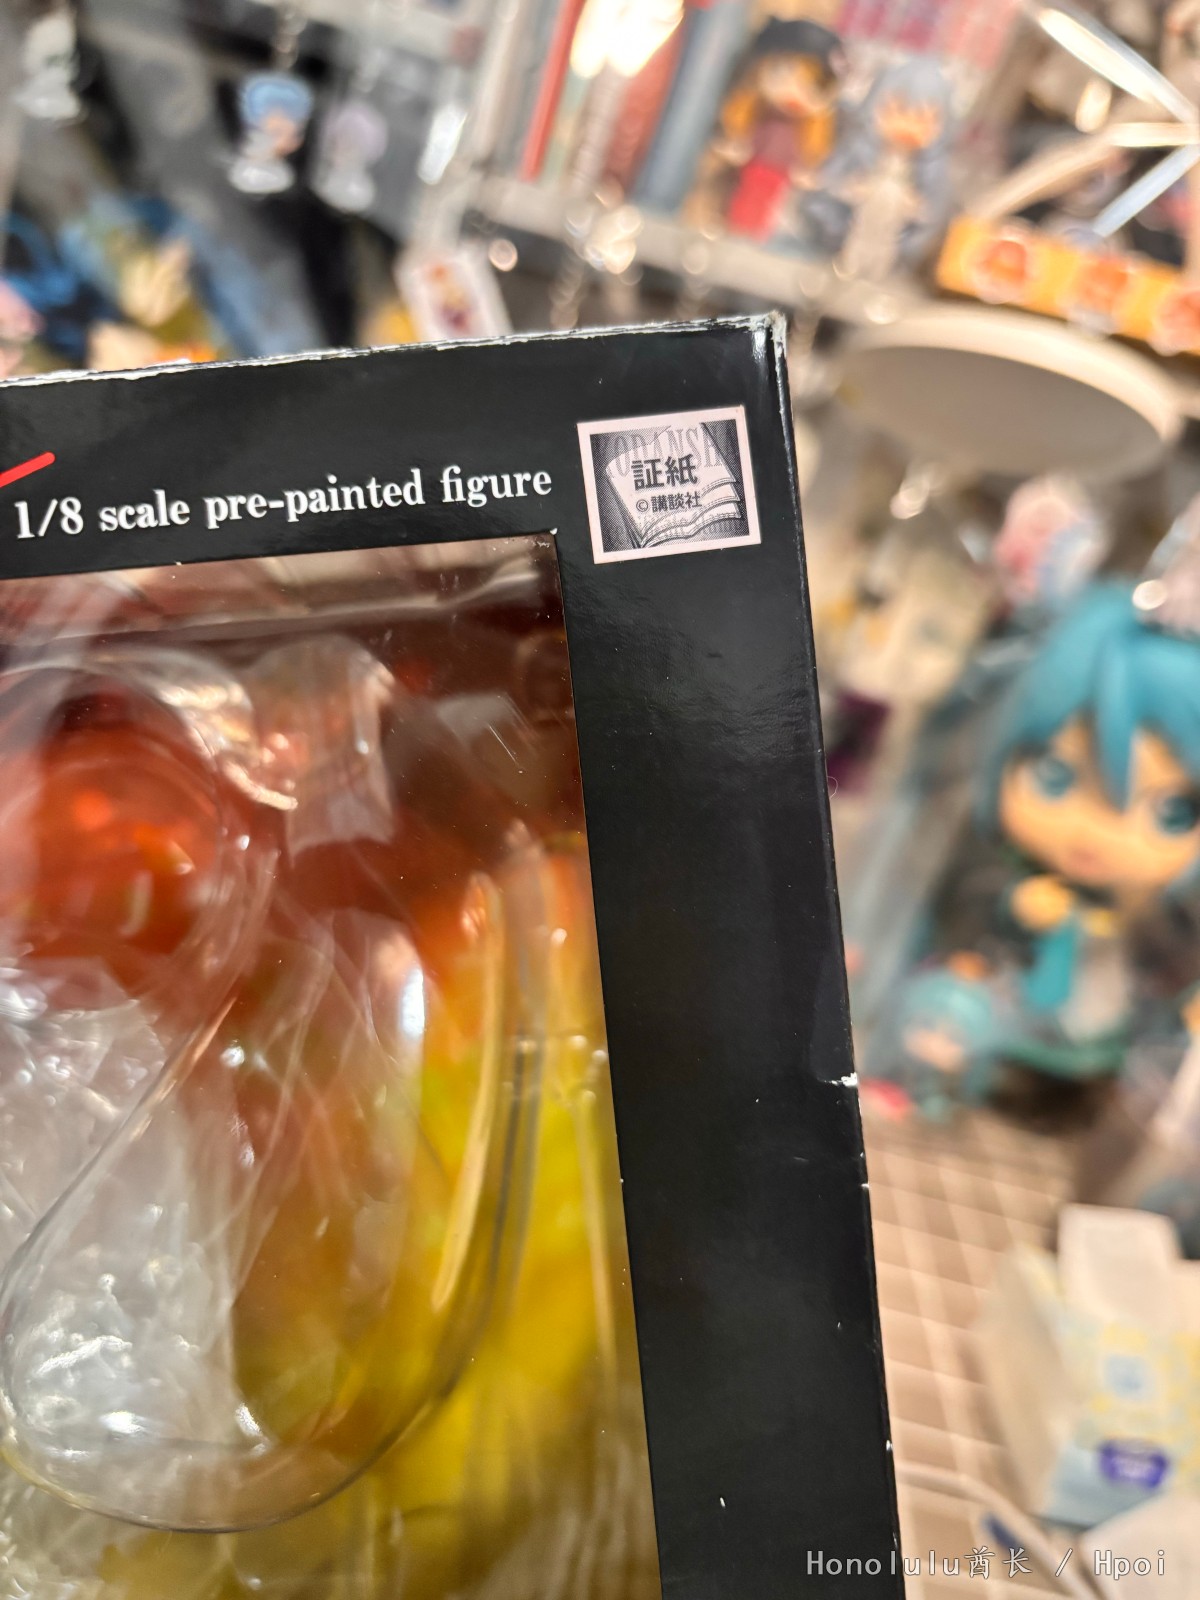 1/8 scale pre-painted figure
ODANSH
証紙
©講談社
Honolulu酋长 / Hpoi